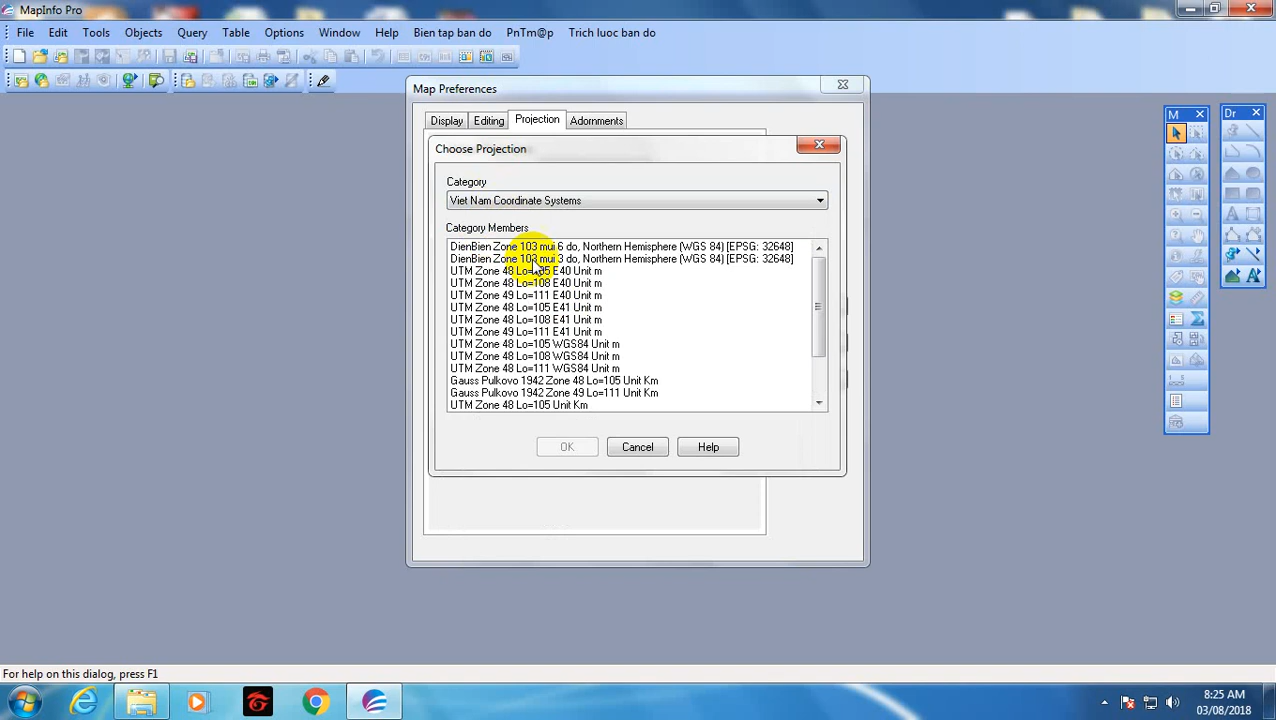 MapInfo Pro
File Edit Tools Objects Query Table Options Window Help Bien tap ban do PnTm@p Trich luoc ban do
Map Preferences
M
Dr
Display Editing Projection Adornments
Choose Projection
Category
Viet Nam Coordinate Systems
Category Members
DienBien Zone 103 mui 6 do, Northern Hemisphere (WGS 84) [EPSG: 32648]
DienBien Zone 103 mui 3 do, Northern Hemisphere (WGS 84) [EPSG: 32648]
UTM Zone 48 Lo=105 E40 Unit m
UTM Zone 48 Lo=108 E40 Unit m
UTM Zone 49 Lo=111 E40 Unit m
UTM Zone 48 Lo=105 E41 Unit m
UTM Zone 48 Lo=108 E41 Unit m
UTM Zone 49 Lo=111 E41 Unit m
UTM Zone 48 Lo=105 WGS84 Unit m
UTM Zone 48 Lo=108 WGS84 Unit m
UTM Zone 48 Lo=111 WGS84 Unit m
Gauss Pulkovo 1942 Zone 48 Lo=105 Unit Km
Gauss Pulkovo 1942 Zone 49 Lo=111 Unit Km
UTM Zone 48 Lo=105 Unit Km
OK Cancel Help
For help on this dialog, press F1
8:25 AM
03/08/2018